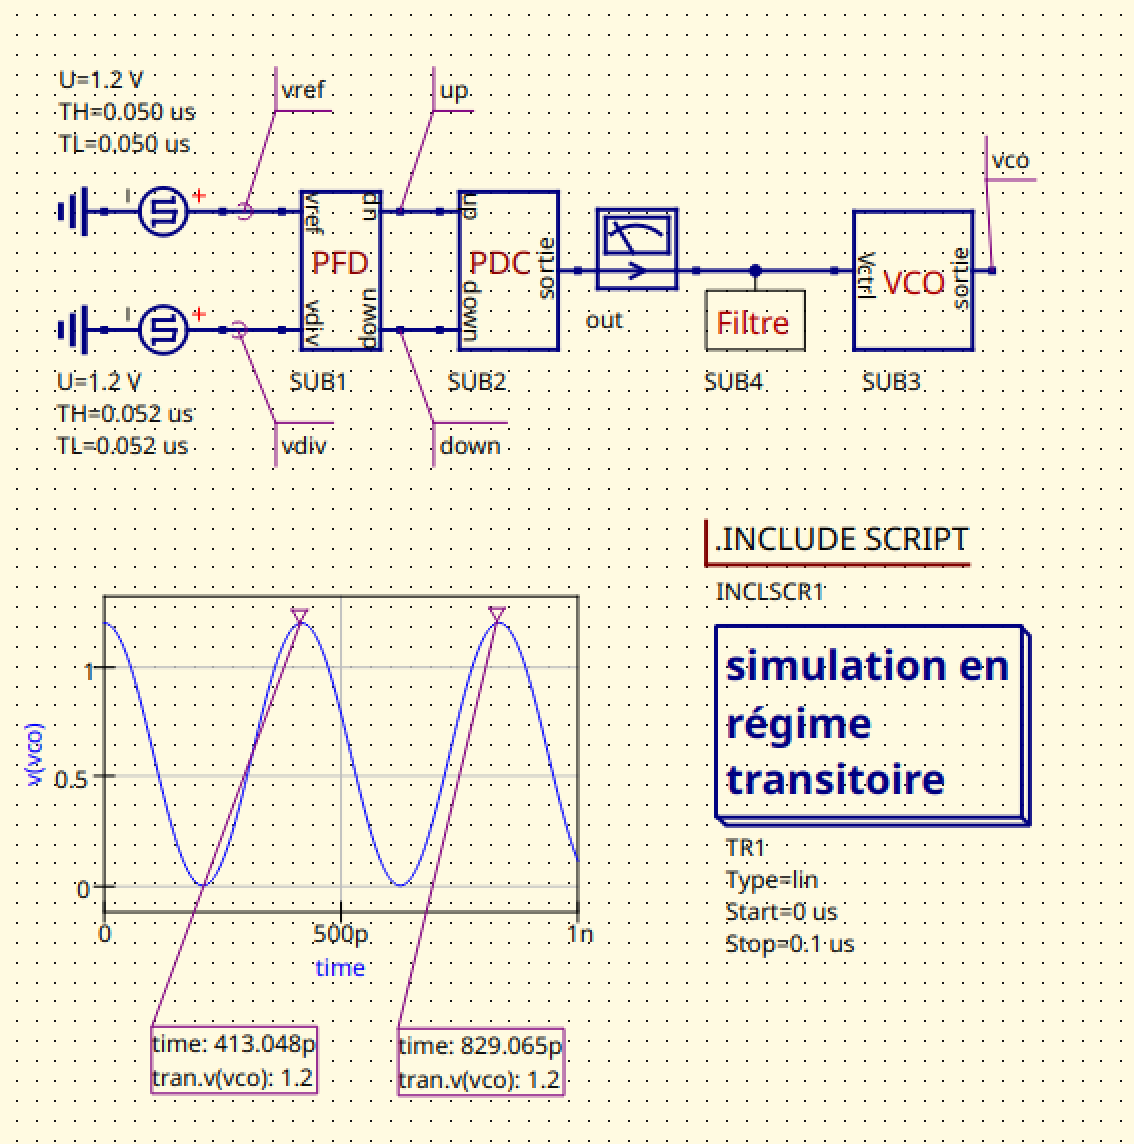 U=1.2 V
TH=0.050 us
TL=0.050 us
vref
up
vco
vref
up
PFD
vdiv
down
up
PDC
down
sortie
out
Filtre
Vctrl
VCO
sortie
SUB1
SUB2
SUB4
SUB3
U=1.2 V
TH=0.052 us
TL=0.052 us
vdiv
down
.INCLUDE SCRIPT
INCLSCR1
simulation en
régime
transitoire
TR1
Type=lin
Start=0 us
Stop=0.1 us
v(vco)
1
0.5
0
0
500p
1n
time
time: 413.048p
tran.v(vco): 1.2
time: 829.065p
tran.v(vco): 1.2